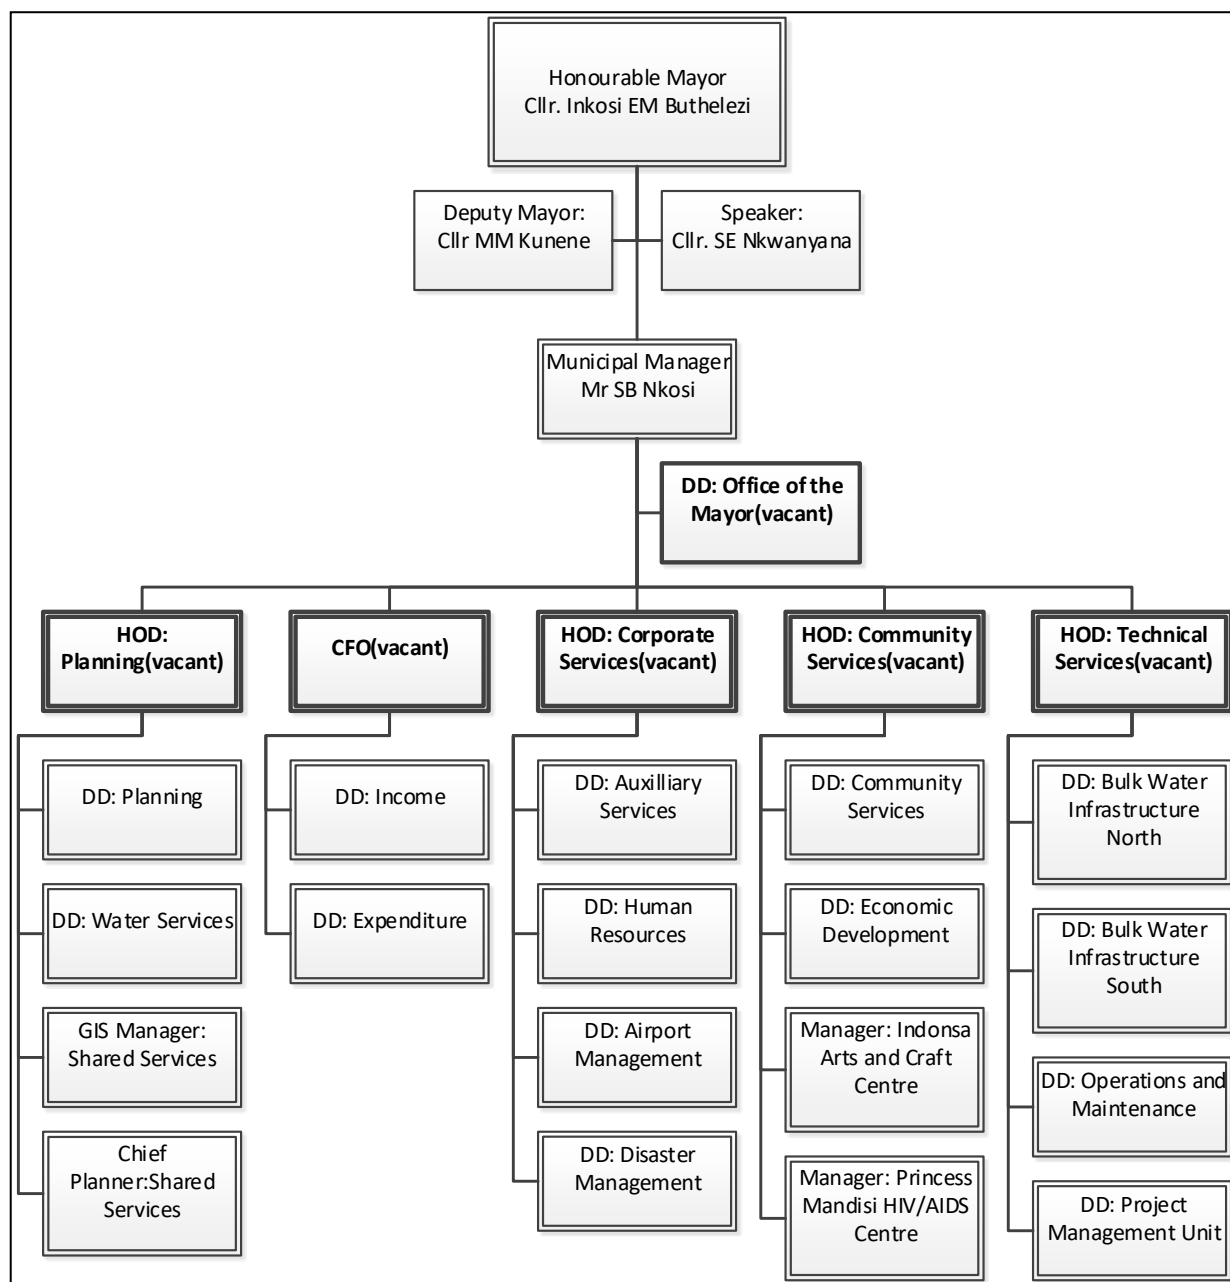 Honourable Mayor
Cllr. Inkosi EM Buthelezi
Deputy Mayor:
Cllr MM Kunene
Speaker:
Cllr. SE Nkwanyana
Municipal Manager
Mr SB Nkosi
DD: Office of the
Mayor(vacant)
HOD:
Planning(vacant)
CFO(vacant)
HOD: Corporate
Services(vacant)
HOD: Community
Services(vacant)
HOD: Technical
Services(vacant)
DD: Planning
DD: Water Services
GIS Manager:
Shared Services
Chief
Planner:Shared
Services
DD: Income
DD: Expenditure
DD: Auxilliary
Services
DD: Human
Resources
DD: Airport
Management
DD: Disaster
Management
DD: Community
Services
DD: Economic
Development
Manager: Indonsa
Arts and Craft
Centre
Manager: Princess
Mandisi HIV/AIDS
Centre
DD: Bulk Water
Infrastructure
North
DD: Bulk Water
Infrastructure
South
DD: Operations and
Maintenance
DD: Project
Management Unit